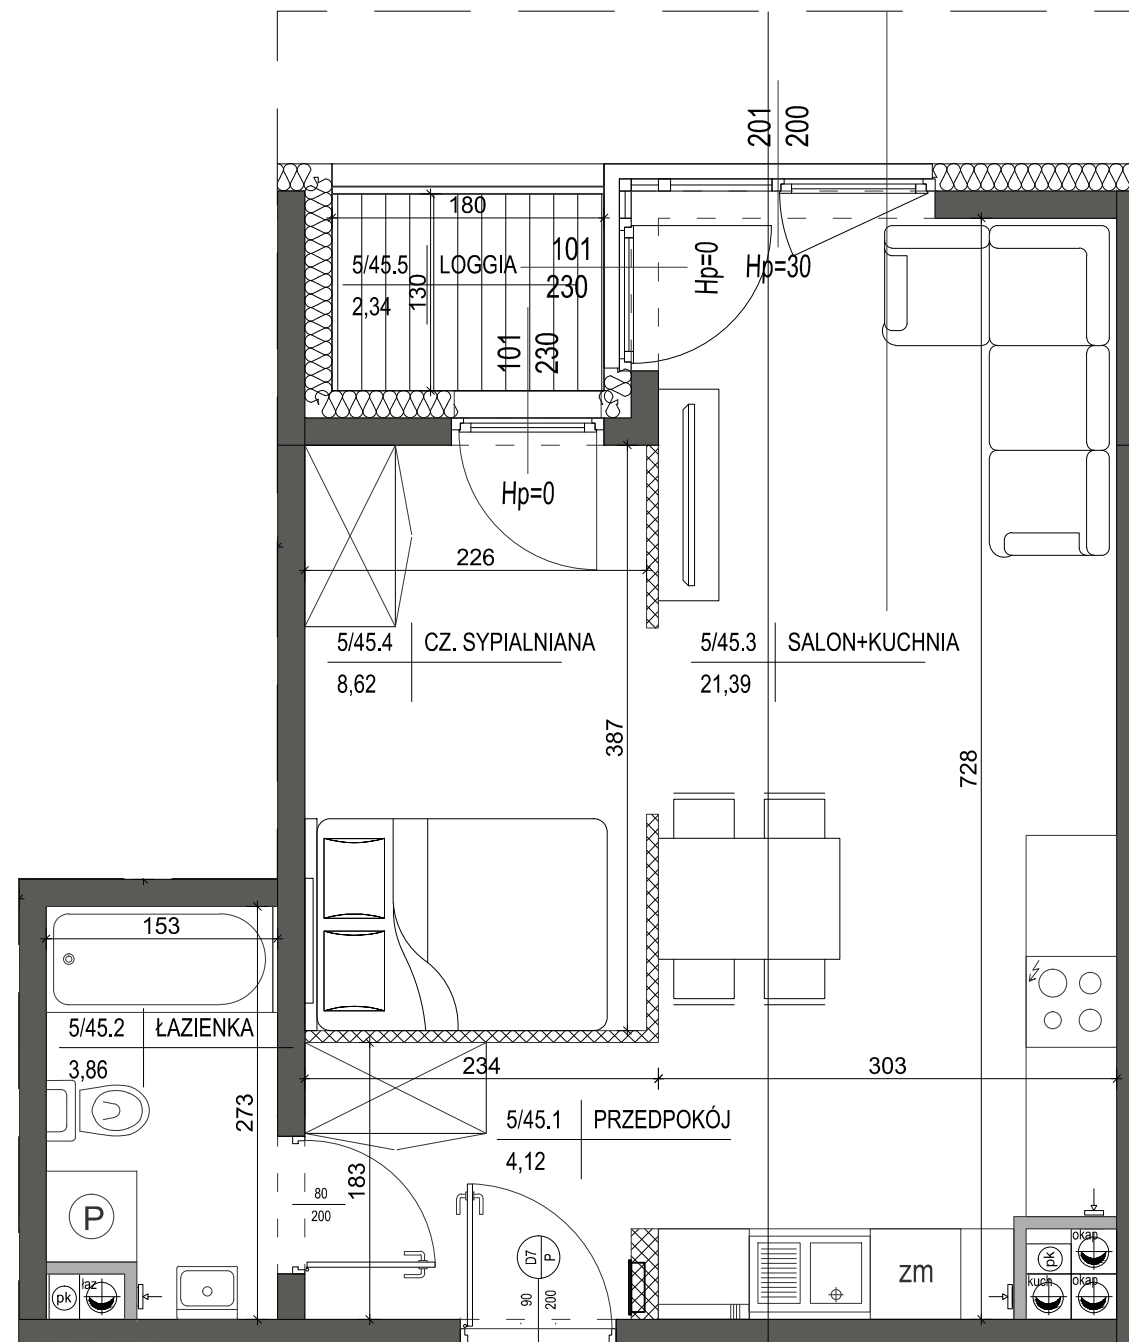 201
200
180
5/45.5 LOGGIA
2,34
130
101
230
101
230
Hp=0
Hp=30
Hp=0
226
5/45.4 CZ. SYPIALNIANA
8,62
5/45.3 SALON+KUCHNIA
21,39
387
728
153
5/45.2 ŁAZIENKA
3,86
273
234
303
5/45.1 PRZEDPOKÓJ
4,12
183
80
200
P
D7
P
90
200
zm
pk
łaz
okap
pk
kuch
okap